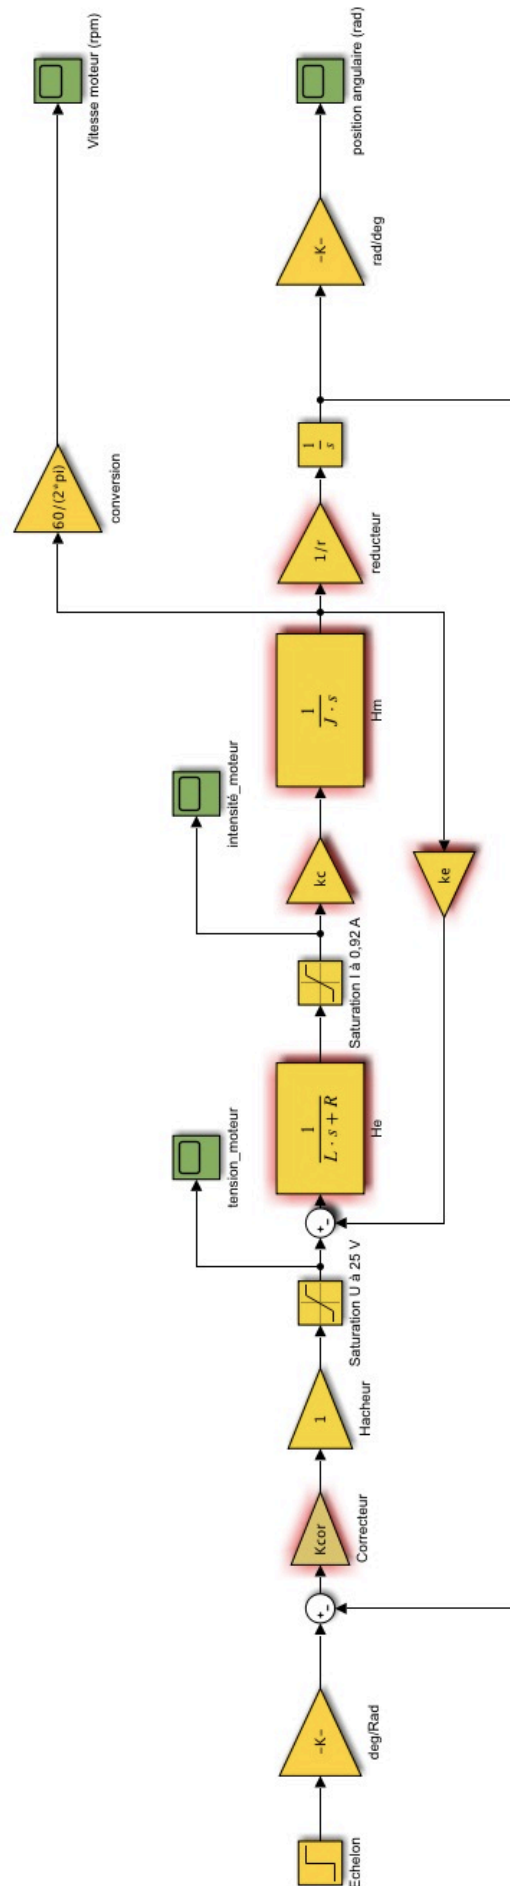 Echelon
-K-
deg/Rad
+-
Kcor
Correcteur
1
Hacheur
Saturation U à 25 V
tension_moteur
+-
1
L · s + R
He
Saturation I à 0,92 A
intensité_moteur
kc
1
J · s
Hm
ke
60/(2*pi)
conversion
Vitesse moteur (rpm)
1/r
reducteur
1
s
-K-
rad/deg
position angulaire (rad)